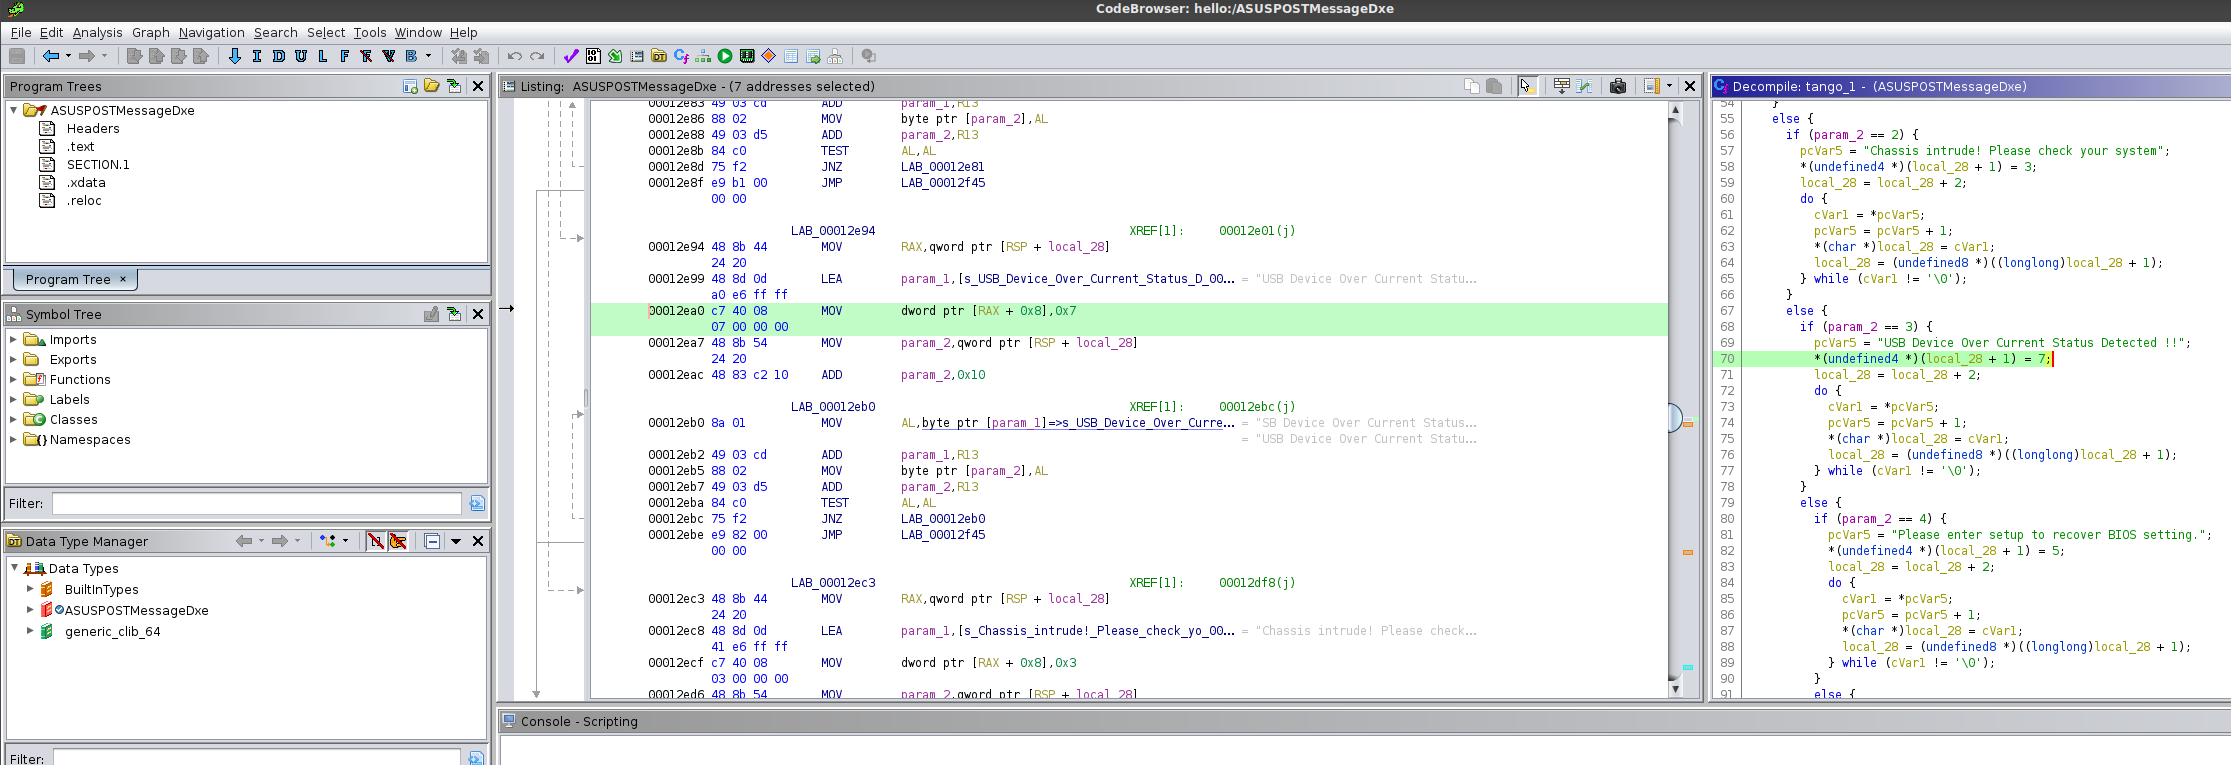 CodeBrowser: hello:/ASUSPOSTMessageDxe
File Edit Analysis Graph Navigation Search Select Tools Window Help
I D U L F B
Program Trees
ASUSPOSTMessageDxe
Headers
.text
SECTION.1
.xdata
.reloc
Program Tree ×
Symbol Tree
Imports
Exports
Functions
Labels
Classes
Namespaces
Filter:
Data Type Manager
Data Types
BuiltInTypes
ASUSPOSTMessageDxe
generic_clib_64
Filter:
Listing: ASUSPOSTMessageDxe - (7 addresses selected)
00012e83 49 03 cd ADD param_1,R13
00012e86 88 02 MOV byte ptr [param_2],AL
00012e88 49 03 d5 ADD param_2,R13
00012e8b 84 c0 TEST AL,AL
00012e8d 75 f2 JNZ LAB_00012e81
00012e8f e9 b1 00 JMP LAB_00012f45
00 00
LAB_00012e94 XREF[1]: 00012e01(j)
00012e94 48 8b 44 MOV RAX,qword ptr [RSP + local_28]
24 20
00012e99 48 8d 0d LEA param_1,[s_USB_Device_Over_Current_Status_D_00... = "USB Device Over Current Statu...
a0 e6 ff ff
00012ea0 c7 40 08 MOV dword ptr [RAX + 0x8],0x7
07 00 00 00
00012ea7 48 8b 54 MOV param_2,qword ptr [RSP + local_28]
24 20
00012eac 48 83 c2 10 ADD param_2,0x10
LAB_00012eb0 XREF[1]: 00012ebc(j)
00012eb0 8a 01 MOV AL,byte ptr [param_1]=>s_USB_Device_Over_Curre... = "SB Device Over Current Status...
= "USB Device Over Current Statu...
00012eb2 49 03 cd ADD param_1,R13
00012eb5 88 02 MOV byte ptr [param_2],AL
00012eb7 49 03 d5 ADD param_2,R13
00012eba 84 c0 TEST AL,AL
00012ebc 75 f2 JNZ LAB_00012eb0
00012ebe e9 82 00 JMP LAB_00012f45
00 00
LAB_00012ec3 XREF[1]: 00012df8(j)
00012ec3 48 8b 44 MOV RAX,qword ptr [RSP + local_28]
24 20
00012ec8 48 8d 0d LEA param_1,[s_Chassis_intrude!_Please_check_yo_00... = "Chassis intrude! Please check...
41 e6 ff ff
00012ecf c7 40 08 MOV dword ptr [RAX + 0x8],0x3
03 00 00 00
00012ed6 48 8b 54 MOV param_2,qword ptr [RSP + local_28]
Console - Scripting
Decompile: tango_1 - (ASUSPOSTMessageDxe)
54 }
55 else {
56 if (param_2 == 2) {
57 pcVar5 = "Chassis intrude! Please check your system";
58 *(undefined4 *)(local_28 + 1) = 3;
59 local_28 = local_28 + 2;
60 do {
61 cVar1 = *pcVar5;
62 pcVar5 = pcVar5 + 1;
63 *(char *)local_28 = cVar1;
64 local_28 = (undefined8 *)((longlong)local_28 + 1);
65 } while (cVar1 != '\0');
66 }
67 else {
68 if (param_2 == 3) {
69 pcVar5 = "USB Device Over Current Status Detected !!";
70 *(undefined4 *)(local_28 + 1) = 7;
71 local_28 = local_28 + 2;
72 do {
73 cVar1 = *pcVar5;
74 pcVar5 = pcVar5 + 1;
75 *(char *)local_28 = cVar1;
76 local_28 = (undefined8 *)((longlong)local_28 + 1);
77 } while (cVar1 != '\0');
78 }
79 else {
80 if (param_2 == 4) {
81 pcVar5 = "Please enter setup to recover BIOS setting.";
82 *(undefined4 *)(local_28 + 1) = 5;
83 local_28 = local_28 + 2;
84 do {
85 cVar1 = *pcVar5;
86 pcVar5 = pcVar5 + 1;
87 *(char *)local_28 = cVar1;
88 local_28 = (undefined8 *)((longlong)local_28 + 1);
89 } while (cVar1 != '\0');
90 }
91 else {